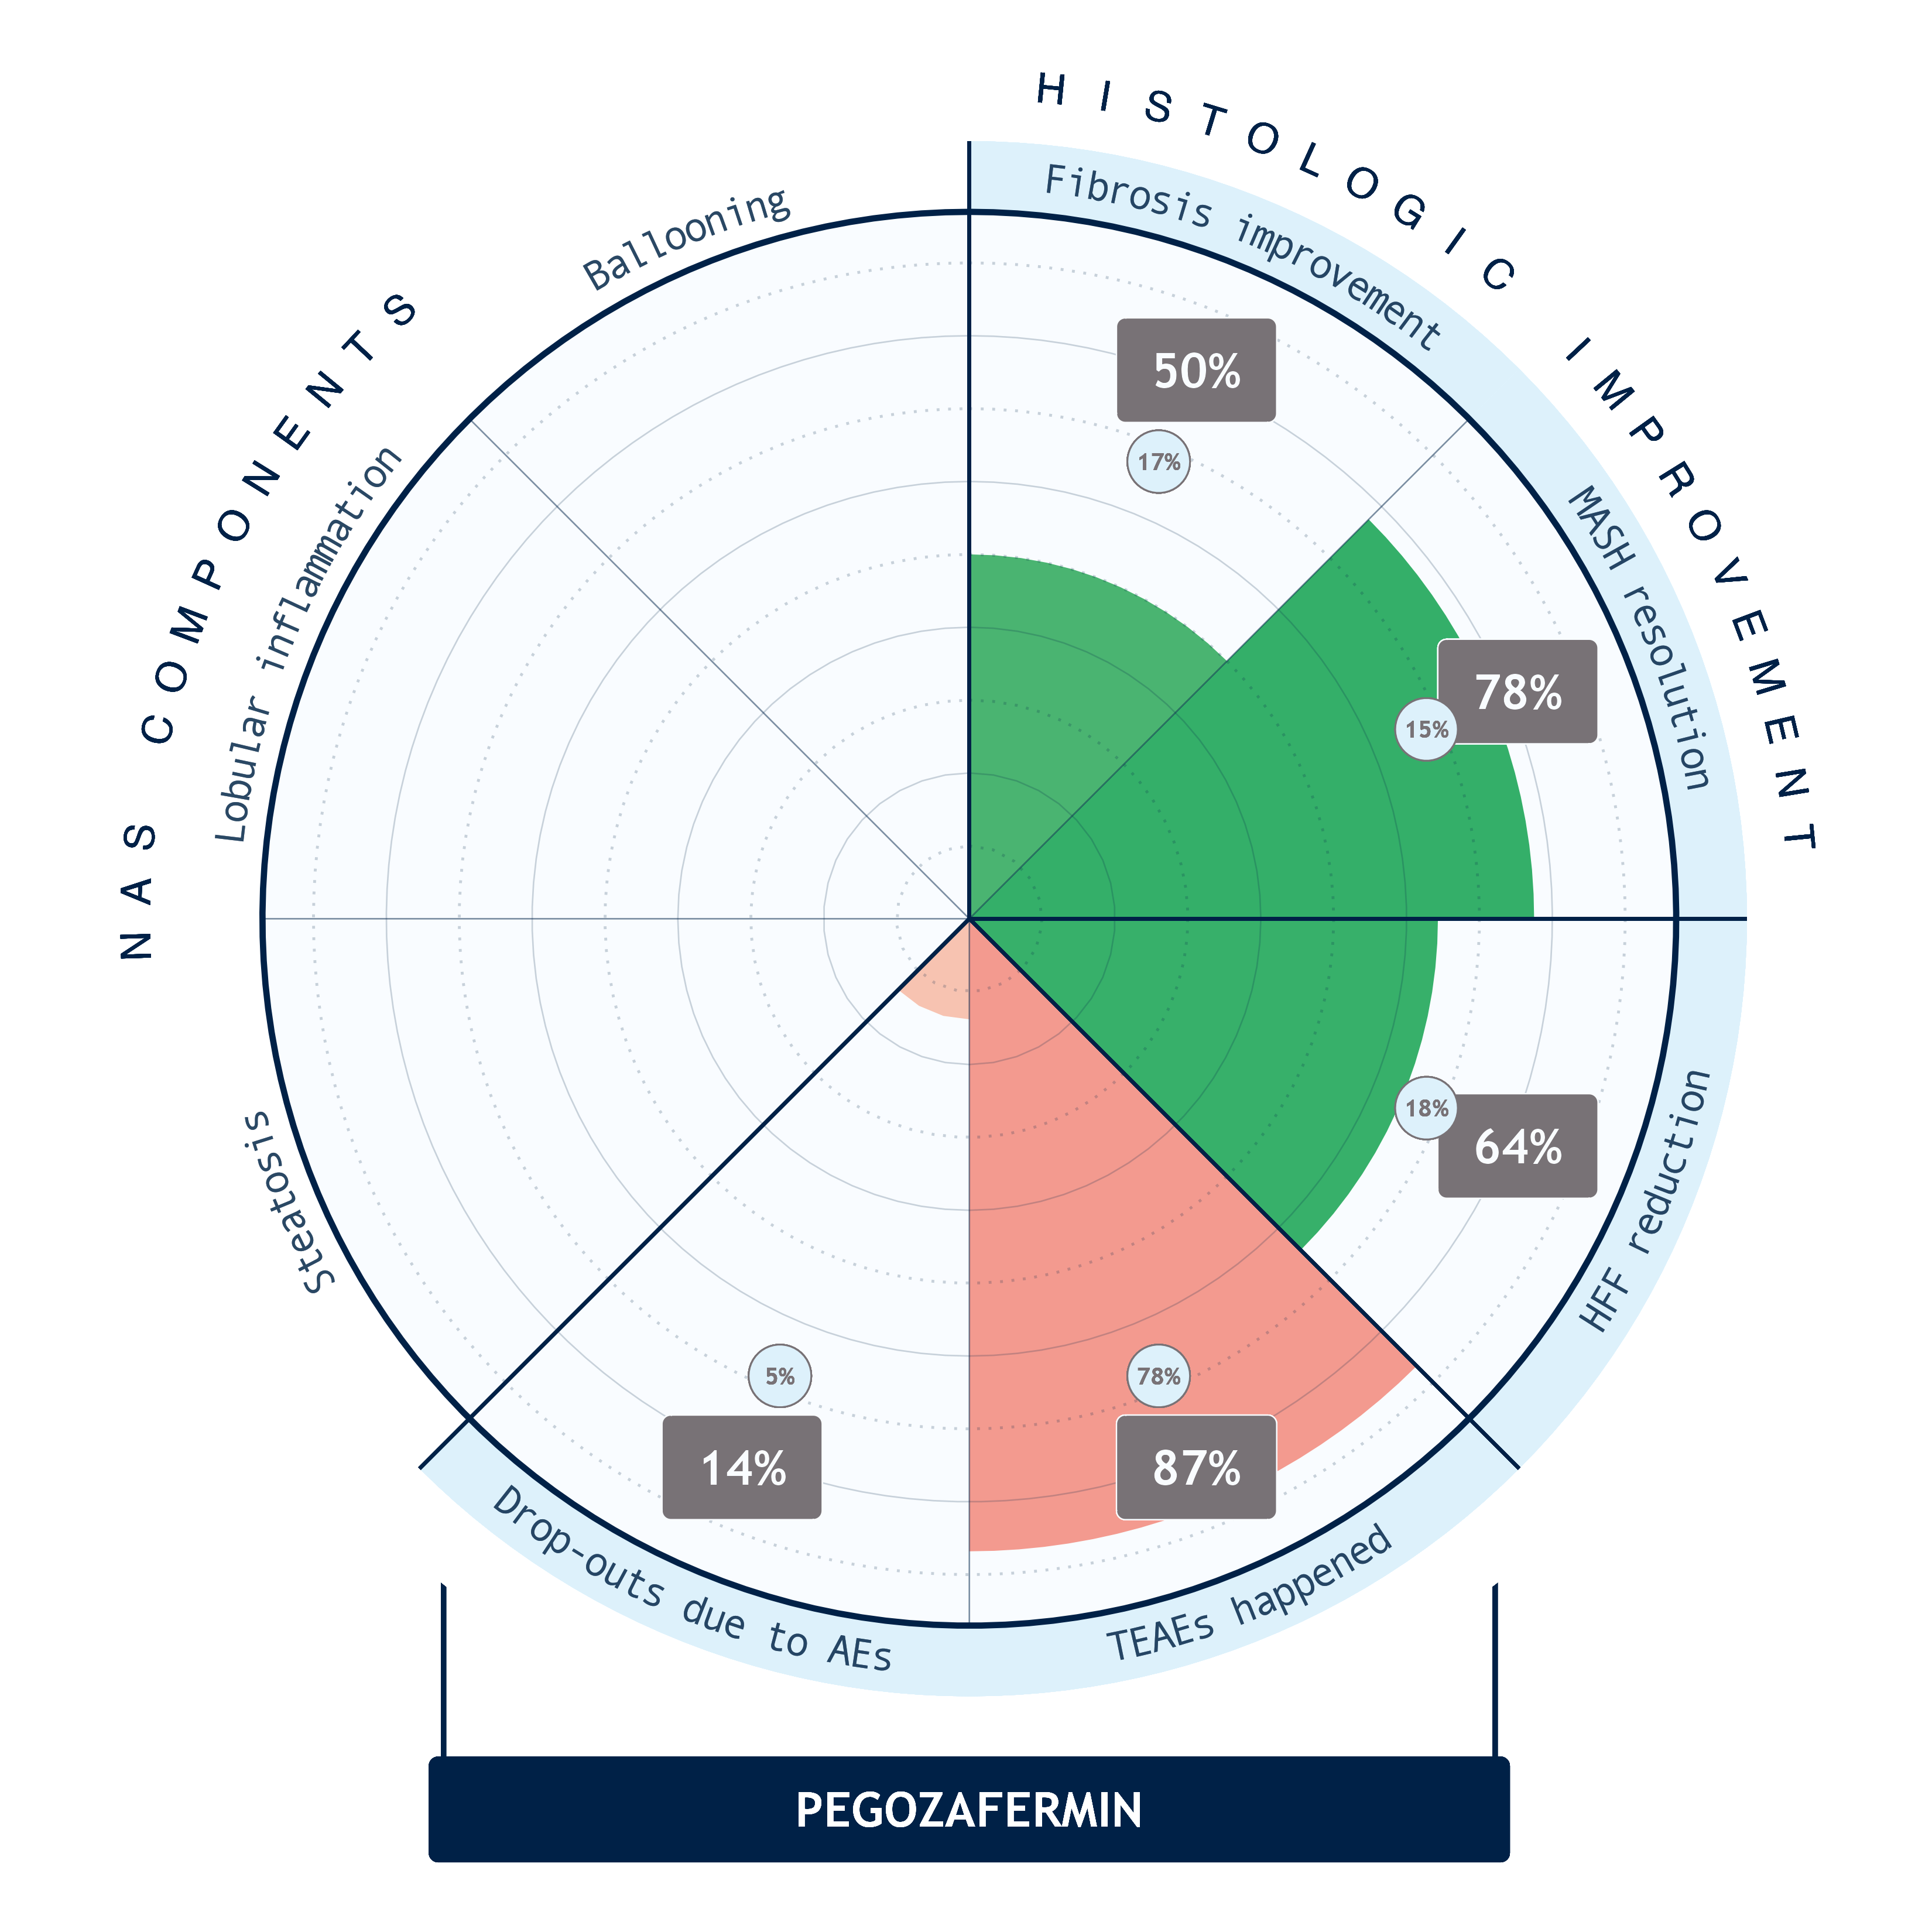 HISTOLOGIC IMPROVEMENT
Fibrosis improvement
50%
17%
MASH resolution
78%
15%
HFF reduction
18%
64%
TEAEs happened
78%
87%
Drop-outs due to AEs
5%
14%
NAS COMPONENTS
Steatosis
Lobular inflammation
Ballooning
PEGOZAFERMIN